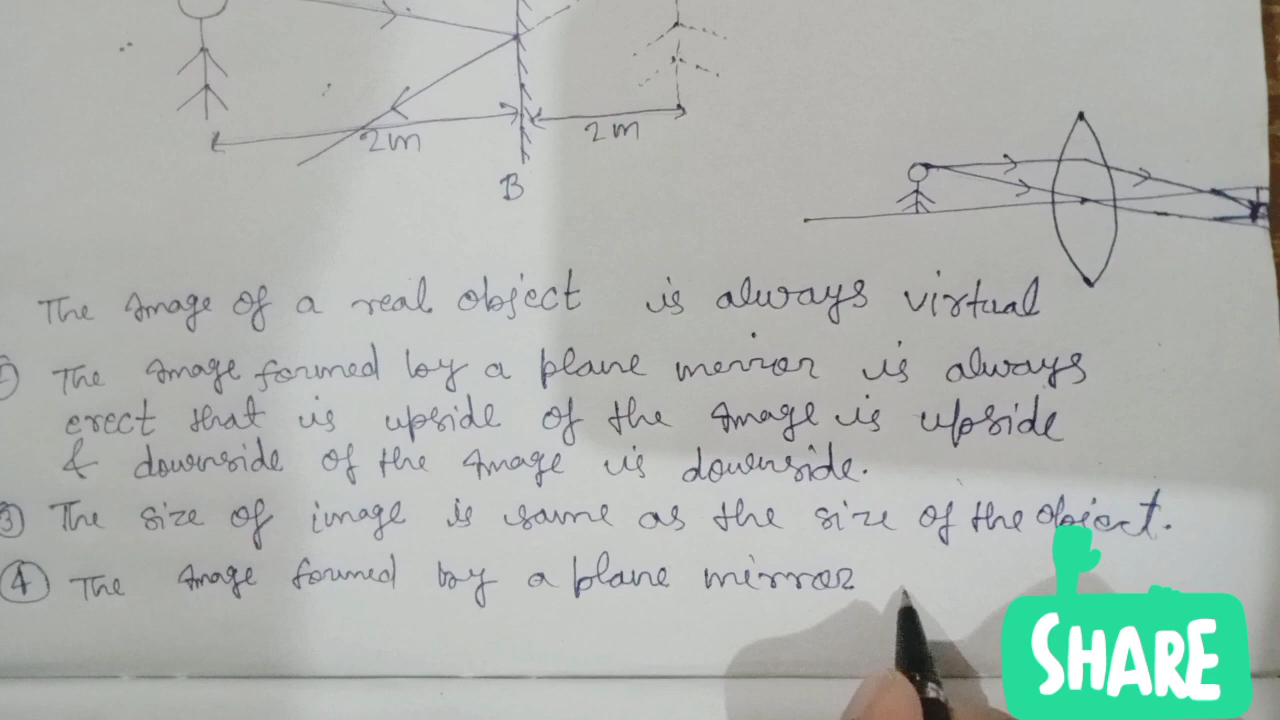 2m
2m
B
The Image of a real object is always virtual
② The Image formed by a plane mirror is always
erect that is upside of the Image is upside
& downside of the Image is downside.
③ The size of image is same as the size of the object.
④ The Image formed by a plane mirror
SHARE